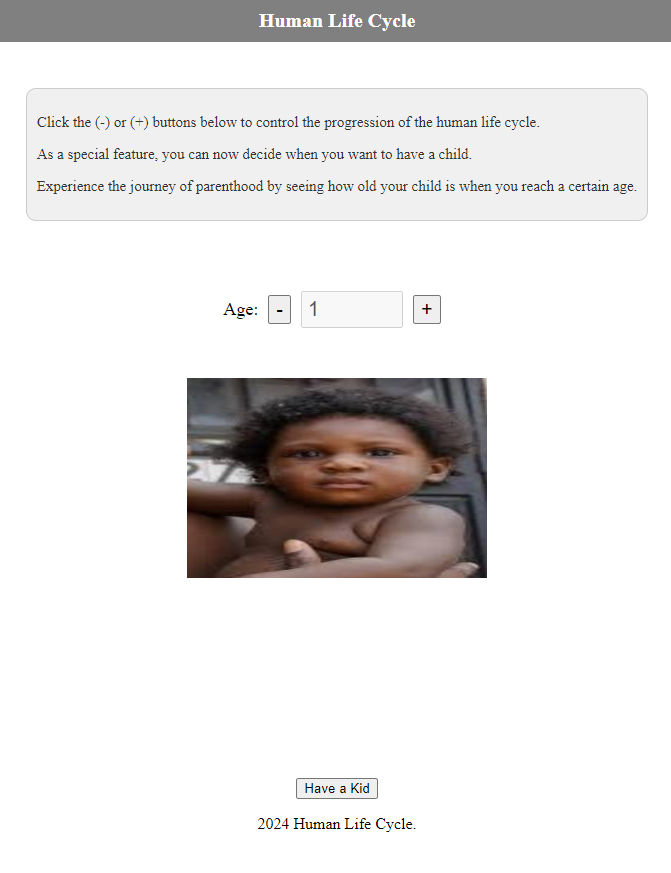 Human Life Cycle
Click the (-) or (+) buttons below to control the progression of the human life cycle.
As a special feature, you can now decide when you want to have a child.
Experience the journey of parenthood by seeing how old your child is when you reach a certain age.
Age: - 1 +
Have a Kid
2024 Human Life Cycle.